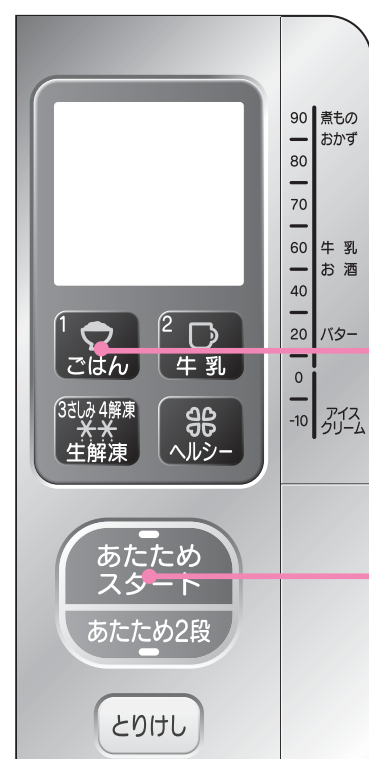 1
ごはん
2
牛乳
3さしみ 4解凍
生解凍
ヘルシー
あたため
スタート
あたため2段
とりけし
90 煮もの
おかず
80
70
60 牛乳
お酒
40
20 バター
0
-10 アイス
クリーム